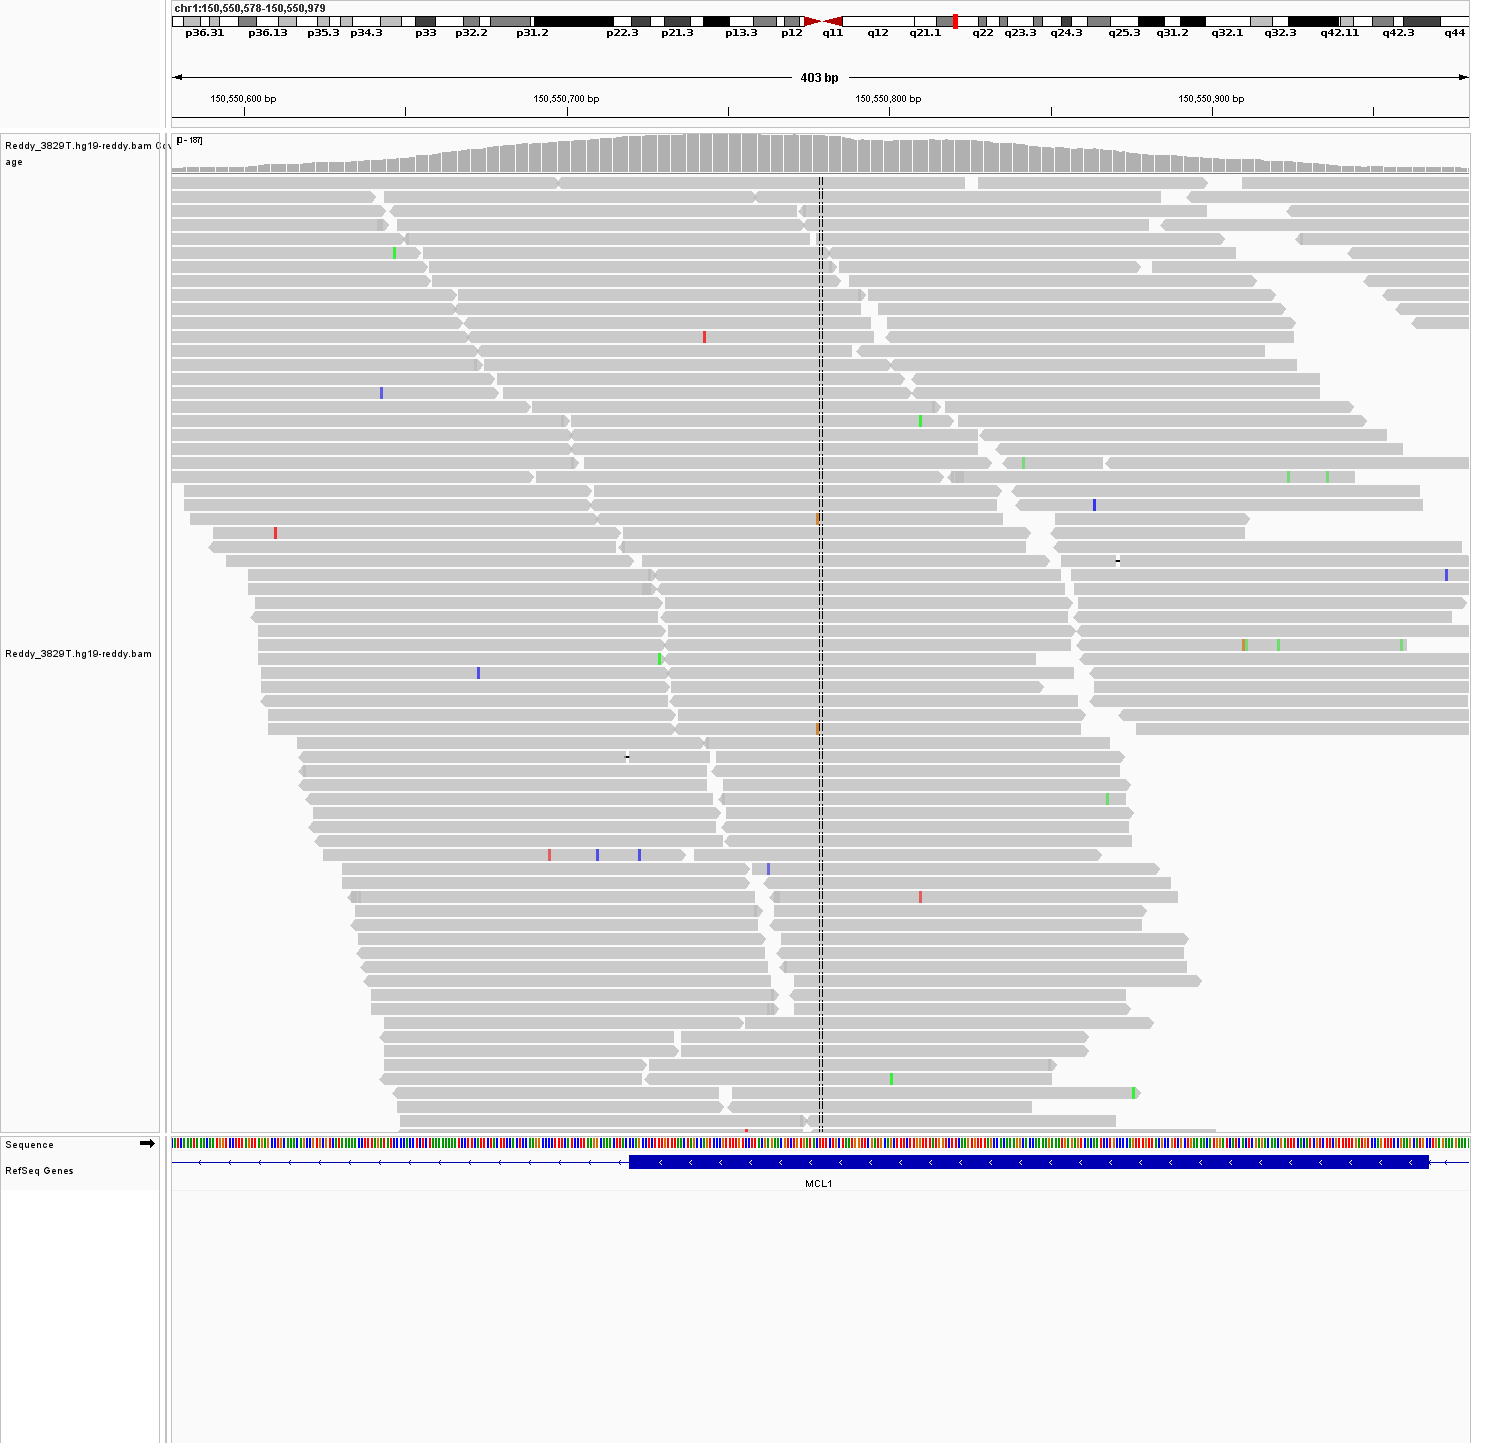 chr1:150,550,578-150,550,979
p36.31 p36.13 p35.3 p34.3 p33 p32.2 p31.2 p22.3 p21.3 p13.3 p12 q11 q12 q21.1 q22 q23.3 q24.3 q25.3 q31.2 q32.1 q32.3 q42.11 q42.3 q44
403 bp
150,550,600 bp 150,550,700 bp 150,550,800 bp 150,550,900 bp
[0 - 187]
Reddy_3829T.hg19-reddy.bam Cov
age
Reddy_3829T.hg19-reddy.bam
Sequence
RefSeq Genes
MCL1